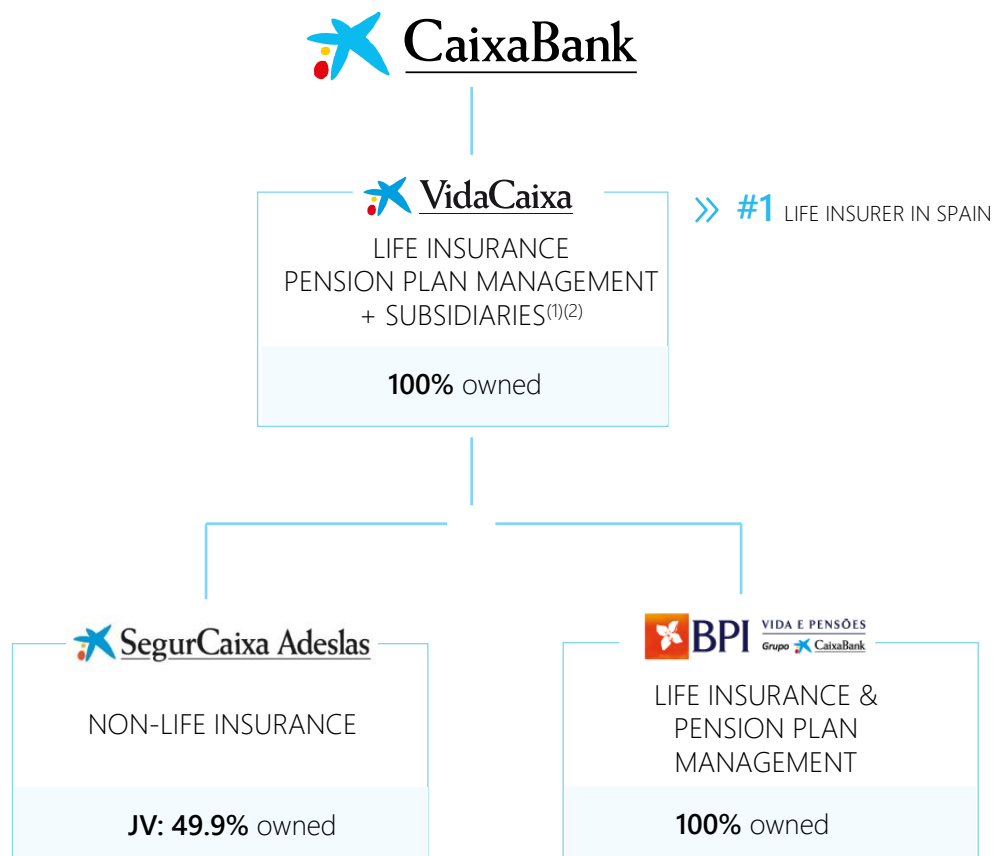 CaixaBank
VidaCaixa
» #1 LIFE INSURER IN SPAIN
LIFE INSURANCE
PENSION PLAN MANAGEMENT
+ SUBSIDIARIES(1)(2)
100% owned
SegurCaixa Adeslas
NON-LIFE INSURANCE
JV: 49.9% owned
BPI VIDA E PENSÕES
Grupo CaixaBank
LIFE INSURANCE &
PENSION PLAN
MANAGEMENT
100% owned